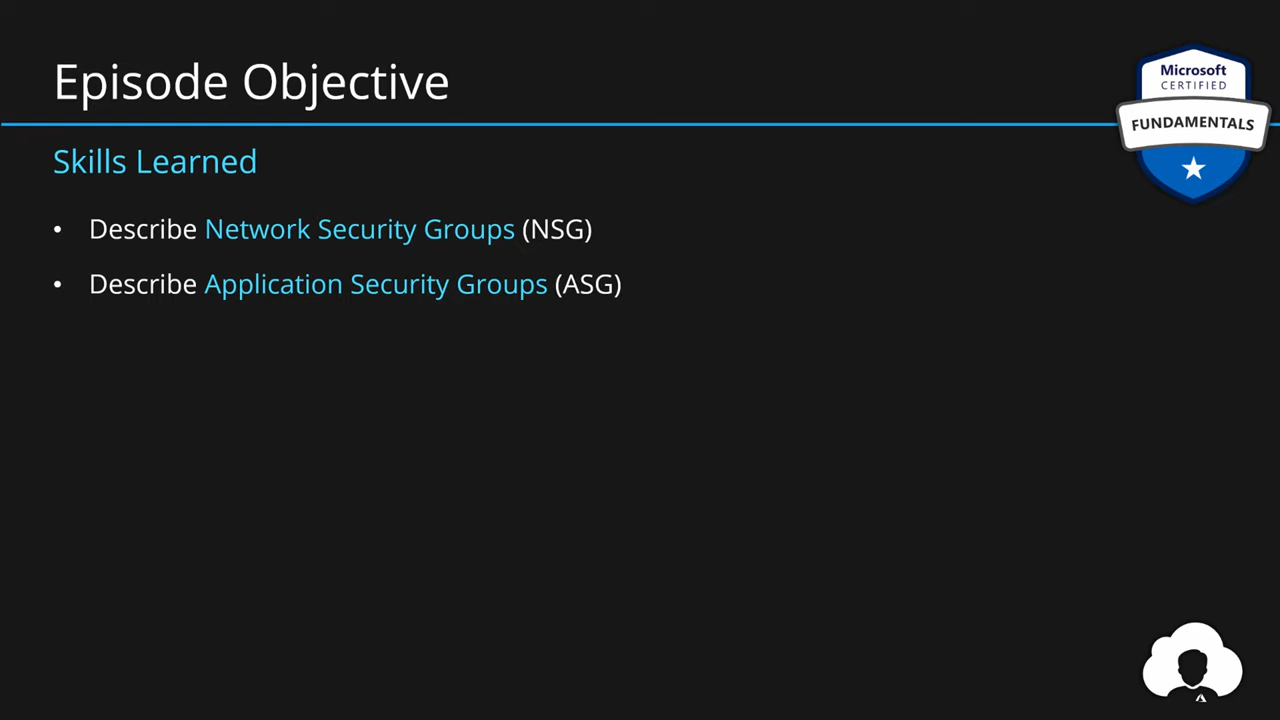 Episode Objective
Microsoft
CERTIFIED
FUNDAMENTALS
Skills Learned
• Describe Network Security Groups (NSG)
• Describe Application Security Groups (ASG)